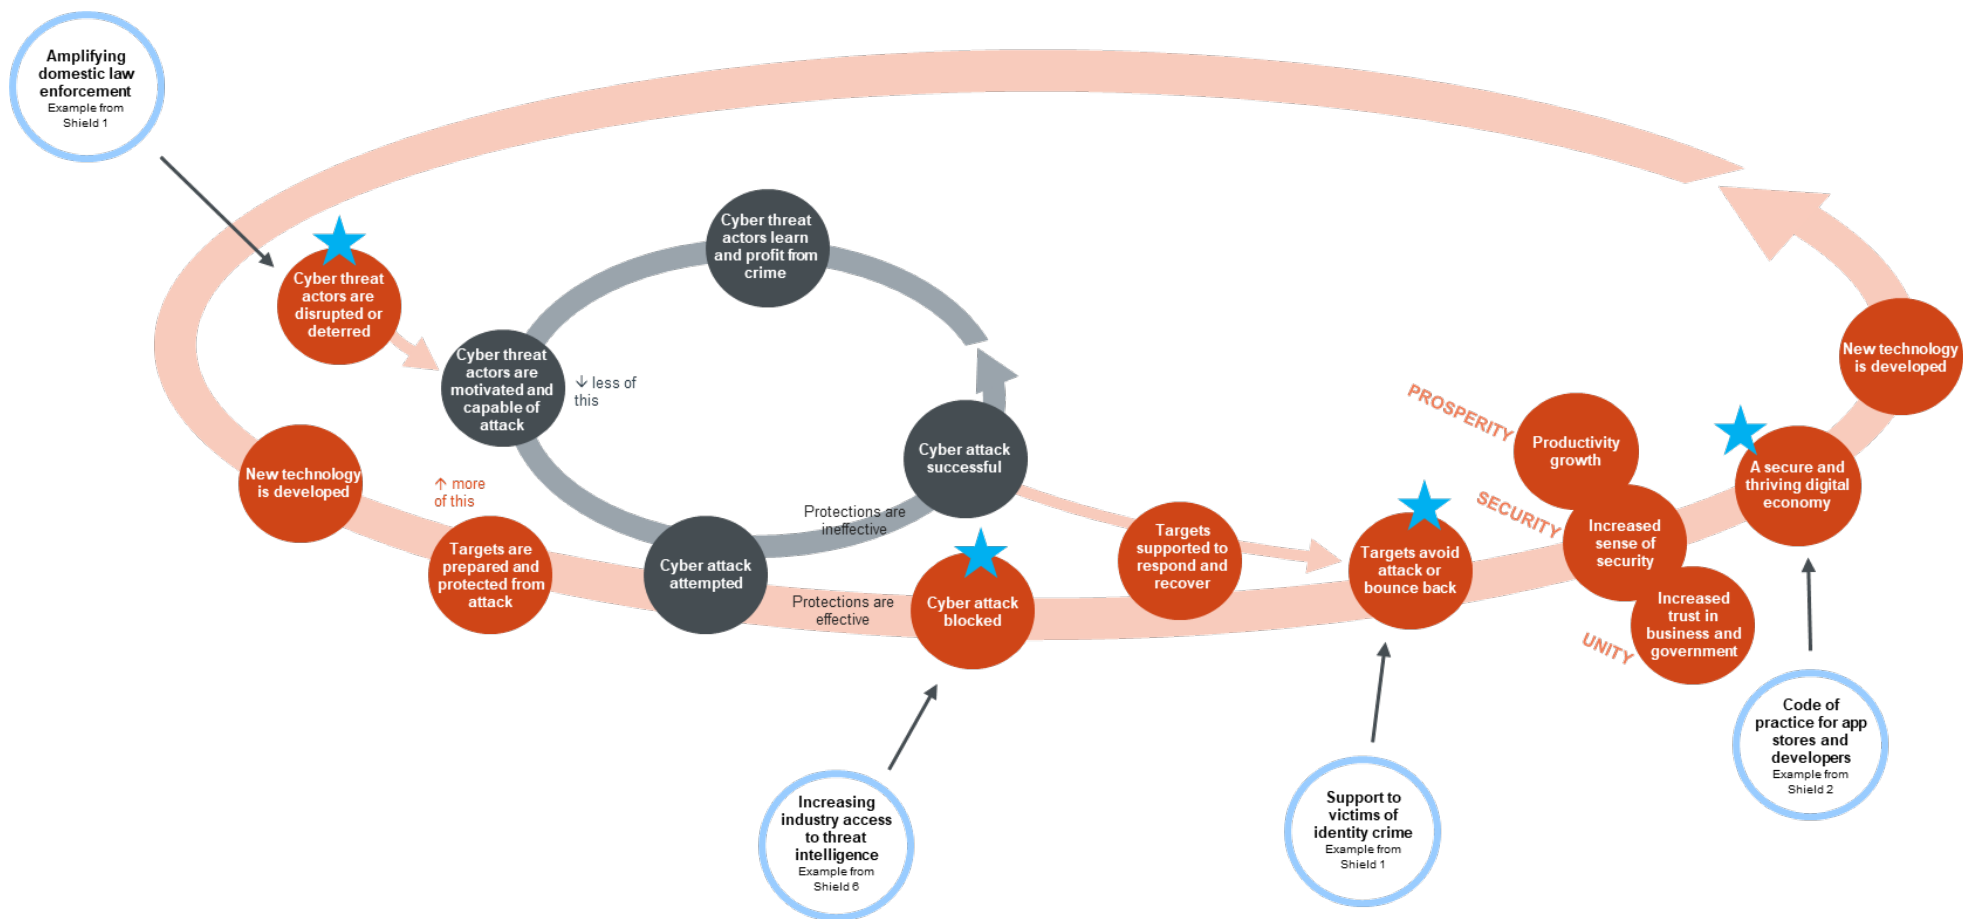 Amplifying
domestic law
enforcement
Example from
Shield 1
Cyber threat
actors are
disrupted or
deterred
Cyber threat
actors learn
and profit from
crime
Cyber threat
actors are
motivated and
capable of
attack
↓ less of
this
New technology
is developed
↑ more
of this
Targets are
prepared and
protected from
attack
Cyber attack
attempted
Protections are
ineffective
Protections are
effective
Cyber attack
successful
Cyber attack
blocked
Targets
supported to
respond and
recover
Targets avoid
attack or
bounce back
PROSPERITY
Productivity
growth
SECURITY
Increased
sense of
security
UNITY
Increased
trust in
business and
government
A secure and
thriving digital
economy
New technology
is developed
Increasing
industry access
to threat
intelligence
Example from
Shield 6
Support to
victims of
identity crime
Example from
Shield 1
Code of
practice for app
stores and
developers
Example from
Shield 2